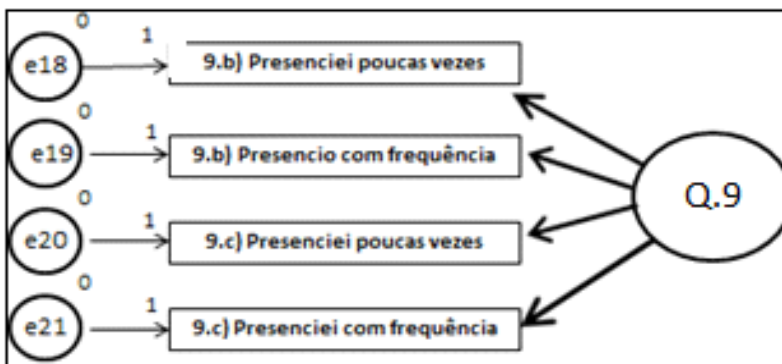 0
e18
1
9.b) Presenciei poucas vezes
0
e19
1
9.b) Presencio com frequência
Q.9
0
e20
1
9.c) Presenciei poucas vezes
0
e21
1
9.c) Presenciei com frequência